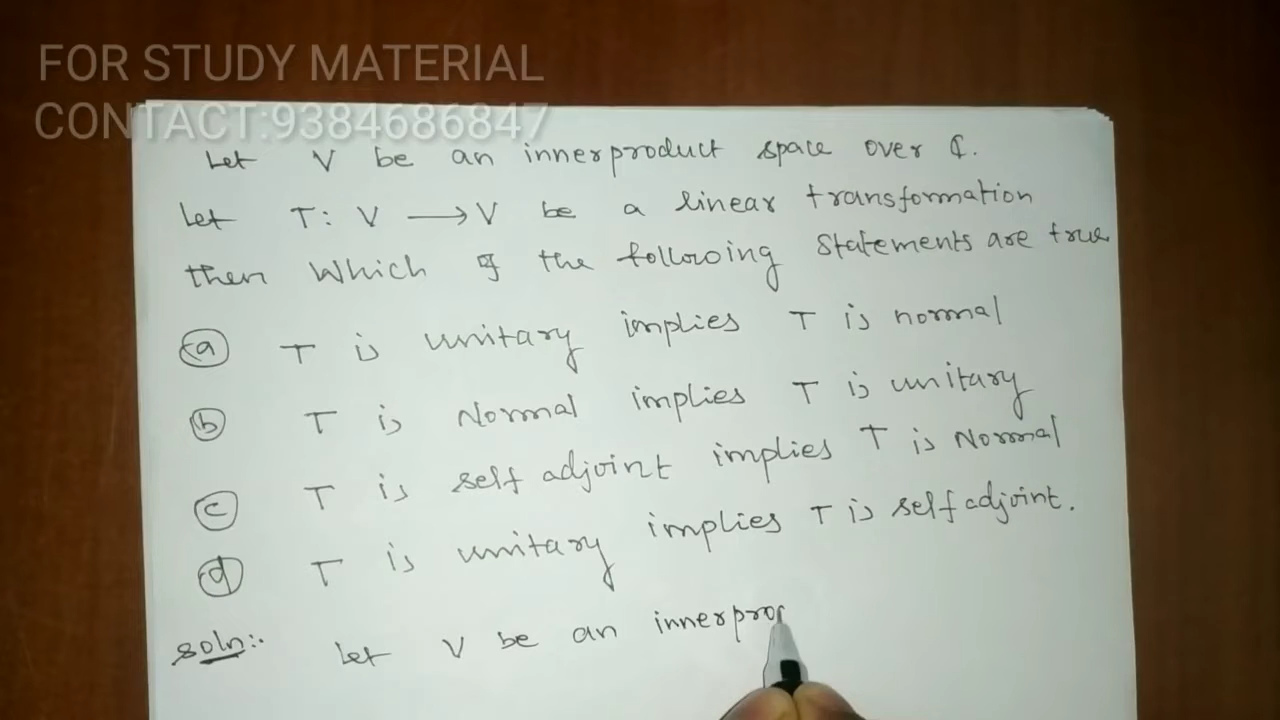 FOR STUDY MATERIAL
CONTACT:9384686847
Let V be an innerproduct space over ₵.
Let T: V ⟶ V be a linear transformation
then Which of the following Statements are true
(a) T is unitary implies T is normal
(b) T is Normal implies T is unitary
(c) T is self adjoint implies T is Normal
(d) T is unitary implies T is self adjoint.
soln:- Let V be an innerpro